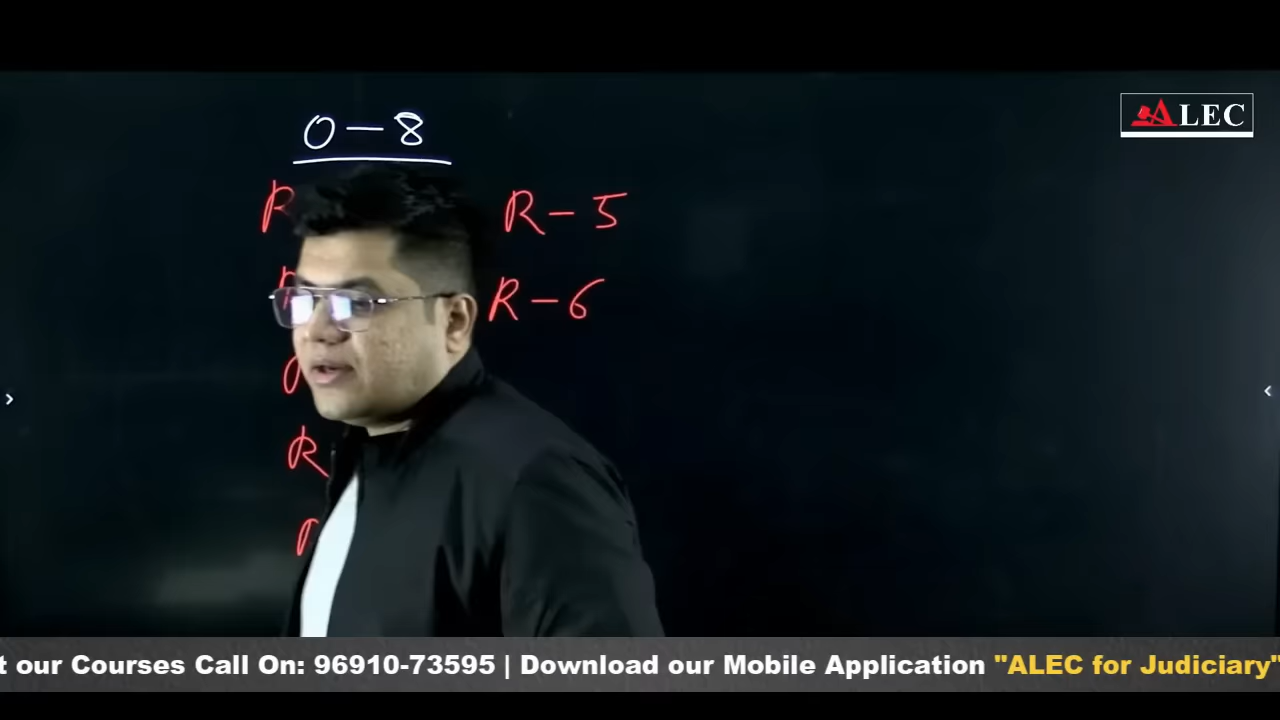 O-8
ALEC
R
R-5
R-6
R
t our Courses Call On: 96910-73595 | Download our Mobile Application "ALEC for Judiciary"